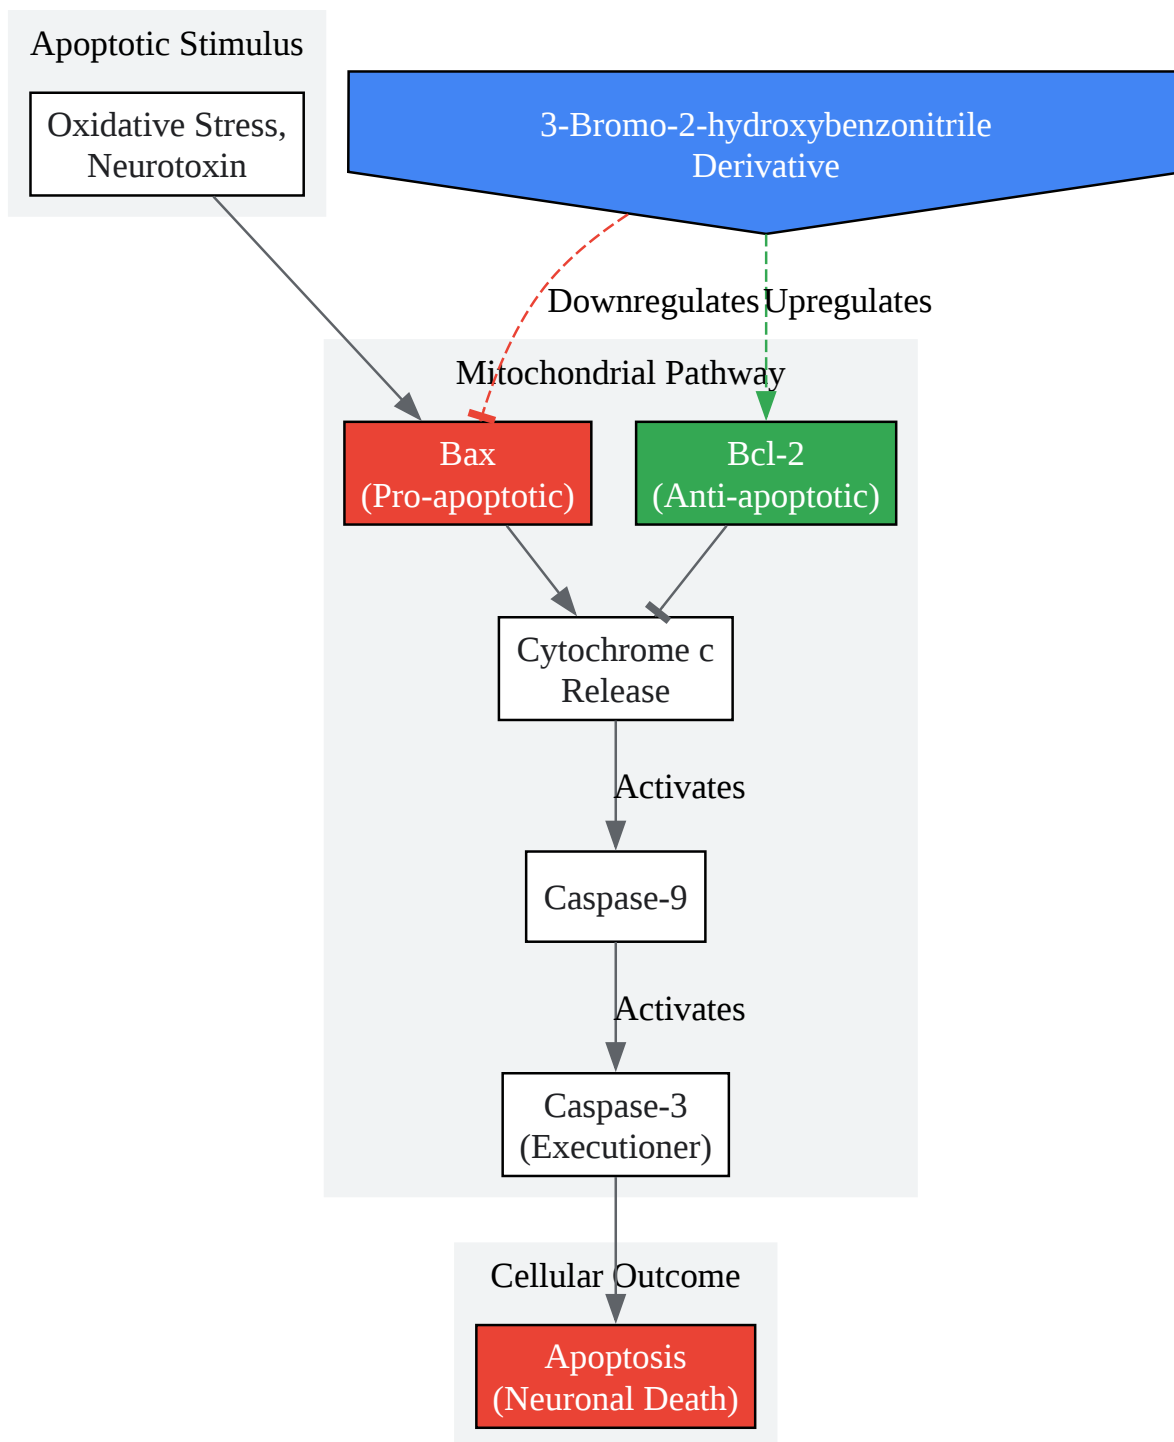 Apoptotic Stimulus
Oxidative Stress,
Neurotoxin
3-Bromo-2-hydroxybenzonitrile
Derivative
Downregulates
Upregulates
Mitochondrial Pathway
Bax
(Pro-apoptotic)
Bcl-2
(Anti-apoptotic)
Cytochrome c
Release
Activates
Caspase-9
Activates
Caspase-3
(Executioner)
Cellular Outcome
Apoptosis
(Neuronal Death)